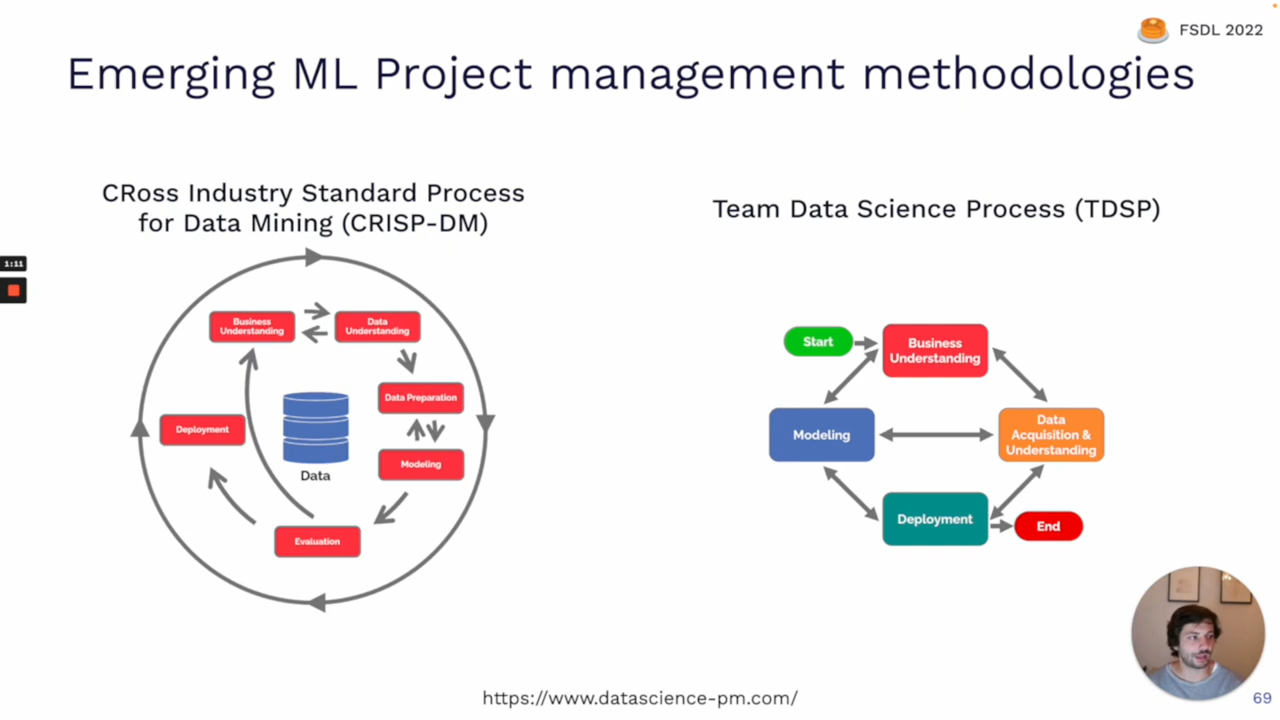 FSDL 2022
Emerging ML Project management methodologies
CRoss Industry Standard Process
for Data Mining (CRISP-DM)
Team Data Science Process (TDSP)
1:11
Business
Understanding
Data
Understanding
Data Preparation
Modeling
Evaluation
Deployment
Data
Start
Business
Understanding
Modeling
Data
Acquisition &
Understanding
Deployment
End
https://www.datascience-pm.com/
69